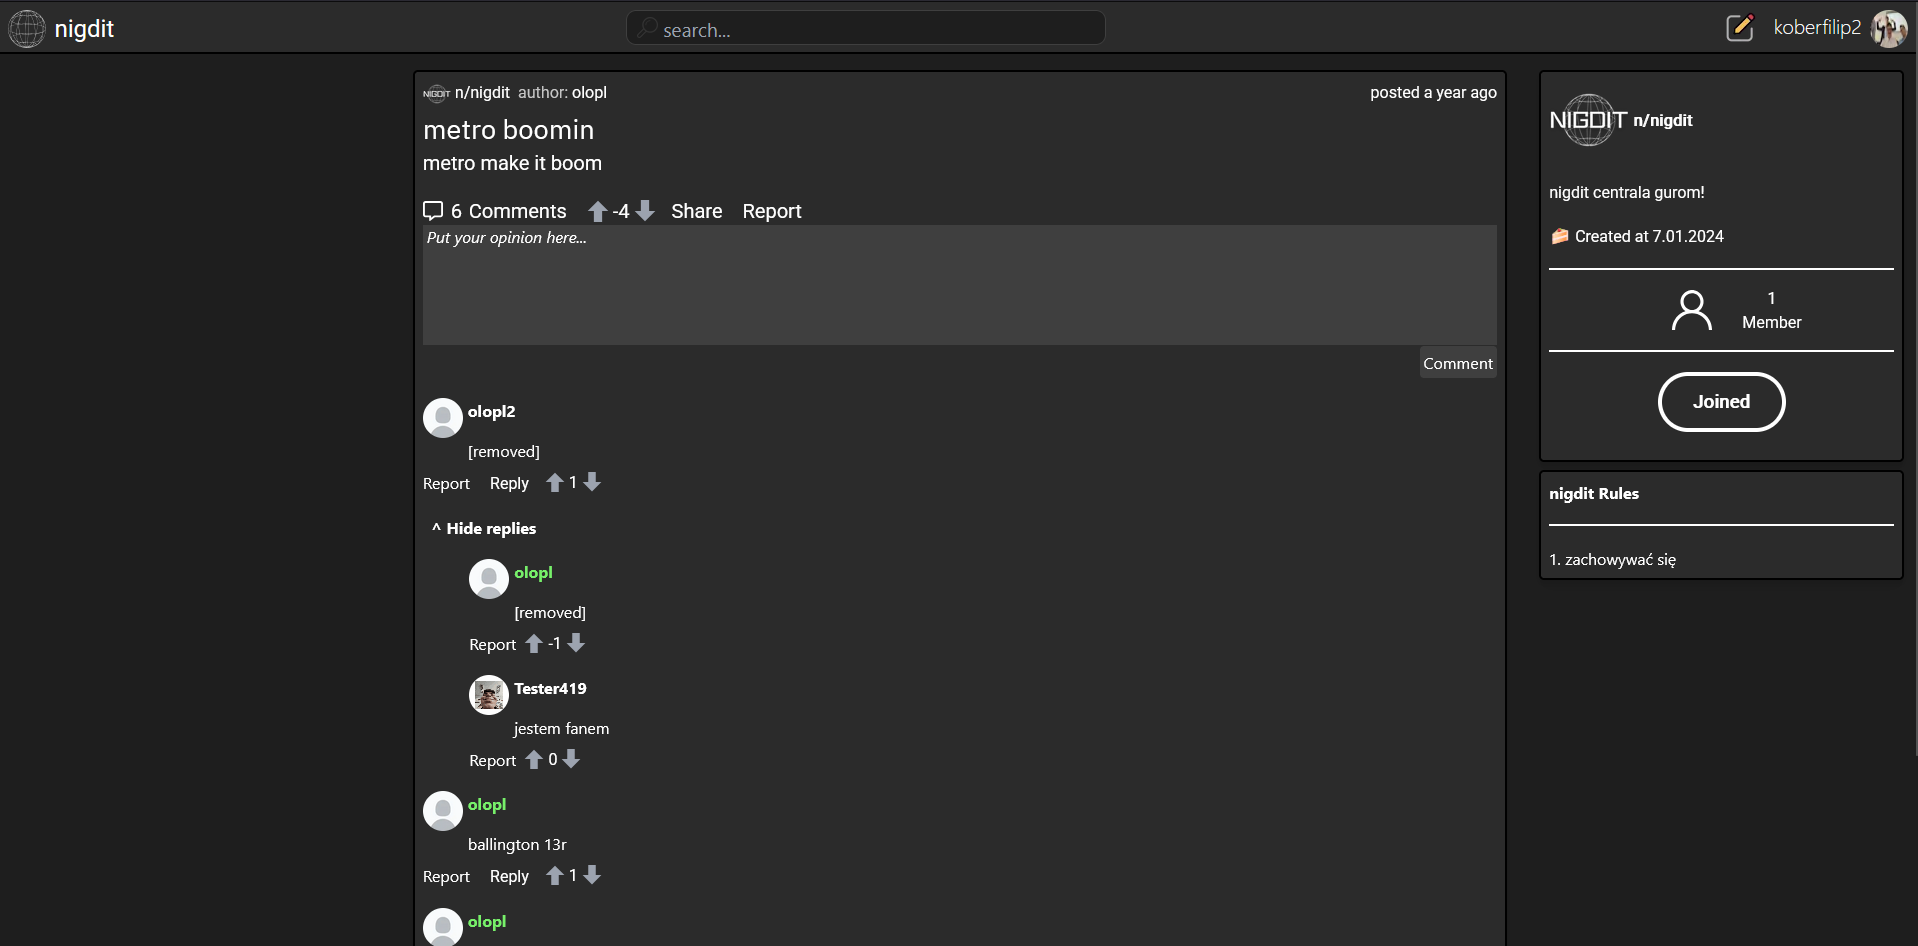 nigdit
search...
koberfilip2
NIGDIT n/nigdit author: olopl
posted a year ago
metro boomin
metro make it boom
6 Comments -4 Share Report
Put your opinion here...
Comment
olopl2
[removed]
Report Reply 1
^ Hide replies
olopl
[removed]
Report -1
Tester419
jestem fanem
Report 0
olopl
ballington 13r
Report Reply 1
olopl
NIGDIT n/nigdit
nigdit centrala gurom!
Created at 7.01.2024
1
Member
Joined
nigdit Rules
1. zachowywać się